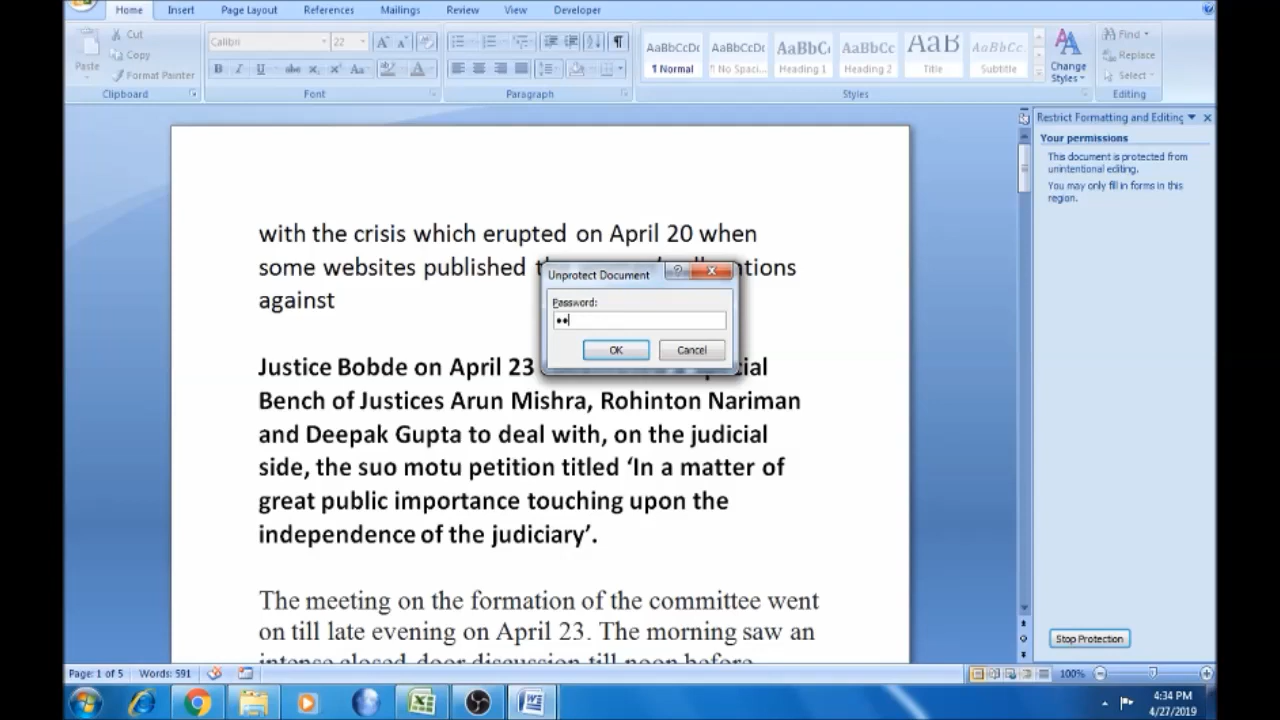 Home Insert Page Layout References Mailings Review View Developer
Cut
Copy
Format Painter
Paste
Clipboard
Calibri 22
Font
Paragraph
AaBbCcDc AaBbCcDc AaBbC AaBbCc AaB AaBbCc.
¶ Normal ¶ No Spaci... Heading 1 Heading 2 Title Subtitle
Change
Styles
Styles
Find
Replace
Select
Editing
Restrict Formatting and Editing
Your permissions
This document is protected from
unintentional editing.
You may only fill in forms in this
region.
Stop Protection
with the crisis which erupted on April 20 when
some websites published
against
Justice Bobde on April 23
Bench of Justices Arun Mishra, Rohinton Nariman
and Deepak Gupta to deal with, on the judicial
side, the suo motu petition titled ‘In a matter of
great public importance touching upon the
independence of the judiciary’.
The meeting on the formation of the committee went
on till late evening on April 23. The morning saw an
intense closed-door discussion till noon before
Unprotect Document
Password:
OK Cancel
Page: 1 of 5 Words: 591 100%
4:34 PM
4/27/2019